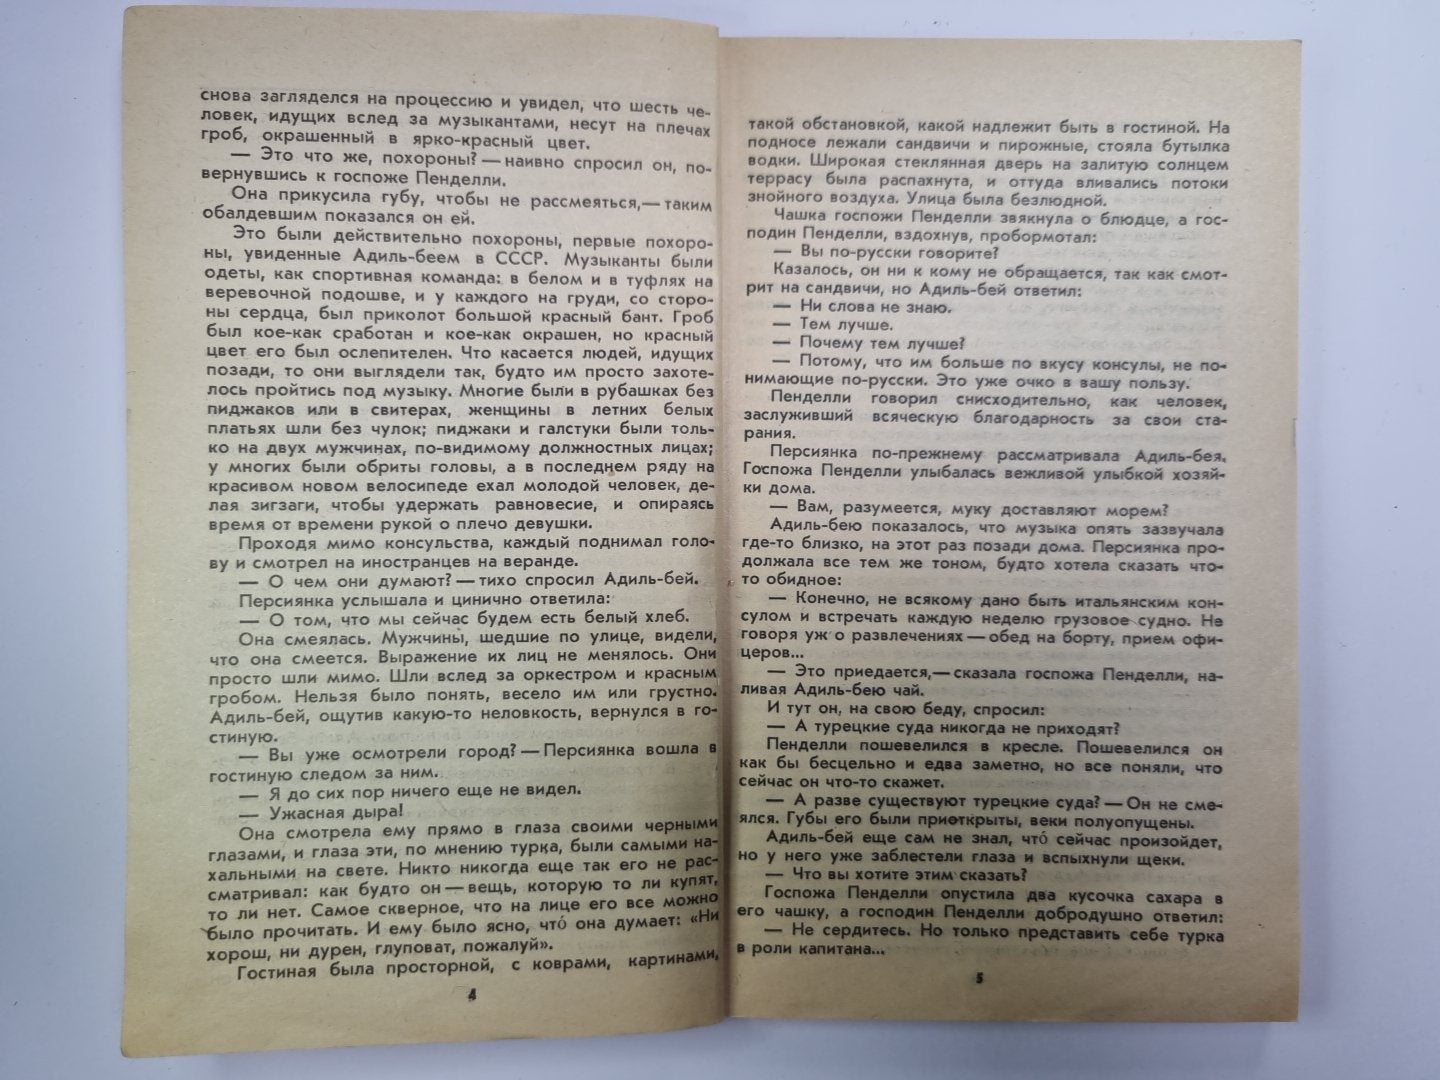 снова загляделся на процессию и увидел, что шесть че-
ловек, идущих вслед за музыкантами, несут на плечах
гроб, окрашенный в ярко-красный цвет.
— Это что же, похороны? — наивно спросил он, по-
вернувшись к госпоже Пенделли.
Она прикусила губу, чтобы не рассмеяться,— таким
обалдевшим показался он ей.
Это были действительно похороны, первые похоро-
ны, увиденные Адиль-беем в СССР. Музыканты были
одеты, как спортивная команда: в белом и в туфлях на
веревочной подошве, и у каждого на груди, со сторо-
ны сердца, был приколот большой красный бант. Гроб
был кое-как сработан и кое-как окрашен, но красный
цвет его был ослепителен. Что касается людей, идущих
позади, то они выглядели так, будто им просто захоте-
лось пройтись под музыку. Многие были в рубашках без
пиджаков или в свитерах, женщины в летних белых
платьях шли без чулок; пиджаки и галстуки были толь-
ко на двух мужчинах, по-видимому должностных лицах;
у многих были обриты головы, а в последнем ряду на
красивом новом велосипеде ехал молодой человек, де-
лая зигзаги, чтобы удержать равновесие, и опираясь
время от времени рукой о плечо девушки.
Проходя мимо консульства, каждый поднимал голо-
ву и смотрел на иностранцев на веранде.
— О чем они думают? — тихо спросил Адиль-бей.
Персиянка услышала и цинично ответила:
— О том, что мы сейчас будем есть белый хлеб.
Она смеялась. Мужчины, шедшие по улице, видели,
что она смеется. Выражение их лиц не менялось. Они
просто шли мимо. Шли вслед за оркестром и красным
гробом. Нельзя было понять, весело им или грустно.
Адиль-бей, ощутив какую-то неловкость, вернулся в го-
стиную.
— Вы уже осмотрели город? — Персиянка вошла в
гостиную следом за ним.
— Я до сих пор ничего еще не видел.
— Ужасная дыра!
Она смотрела ему прямо в глаза своими черными
глазами, и глаза эти, по мнению турка, были самыми на-
хальными на свете. Никто никогда еще так его не рас-
сматривал: как будто он — вещь, которую то ли купят,
то ли нет. Самое скверное, что на лице его все можно
было прочитать. И ему было ясно, что́ она думает: «Ни
хорош, ни дурен, глуповат, пожалуй».
Гостиная была просторной, с коврами, картинами,
4
такой обстановкой, какой надлежит быть в гостиной. На
подносе лежали сандвичи и пирожные, стояла бутылка
водки. Широкая стеклянная дверь на залитую солнцем
террасу была распахнута, и оттуда вливались потоки
знойного воздуха. Улица была безлюдной.
Чашка госпожи Пенделли звякнула о блюдце, а гос-
подин Пенделли, вздохнув, пробормотал:
— Вы по-русски говорите?
Казалось, он ни к кому не обращается, так как смот-
рит на сандвичи, но Адиль-бей ответил:
— Ни слова не знаю.
— Тем лучше.
— Почему тем лучше?
— Потому, что им больше по вкусу консулы, не по-
нимающие по-русски. Это уже очко в вашу пользу.
Пенделли говорил снисходительно, как человек,
заслуживший всяческую благодарность за свои ста-
рания.
Персиянка по-прежнему рассматривала Адиль-бея.
Госпожа Пенделли улыбалась вежливой улыбкой хозяй-
ки дома.
— Вам, разумеется, муку доставляют морем?
Адиль-бею показалось, что музыка опять зазвучала
где-то близко, на этот раз позади дома. Персиянка про-
должала все тем же тоном, будто хотела сказать что-
то обидное:
— Конечно, не всякому дано быть итальянским кон-
сулом и встречать каждую неделю грузовое судно. Не
говоря уж о развлечениях — обед на борту, прием офи-
церов...
— Это приедается,— сказала госпожа Пенделли, на-
ливая Адиль-бею чай.
И тут он, на свою беду, спросил:
— А турецкие суда никогда не приходят?
Пенделли пошевелился в кресле. Пошевелился он
как бы бесцельно и едва заметно, но все поняли, что
сейчас он что-то скажет.
— А разве существуют турецкие суда? — Он не сме-
ялся. Губы его были приоткрыты, веки полуопущены.
Адиль-бей еще сам не знал, что́ сейчас произойдет,
но у него уже заблестели глаза и вспыхнули щеки.
— Что вы хотите этим сказать?
Госпожа Пенделли опустила два кусочка сахара в
его чашку, а господин Пенделли добродушно ответил:
— Не сердитесь. Но только представить себе турка
в роли капитана...
5